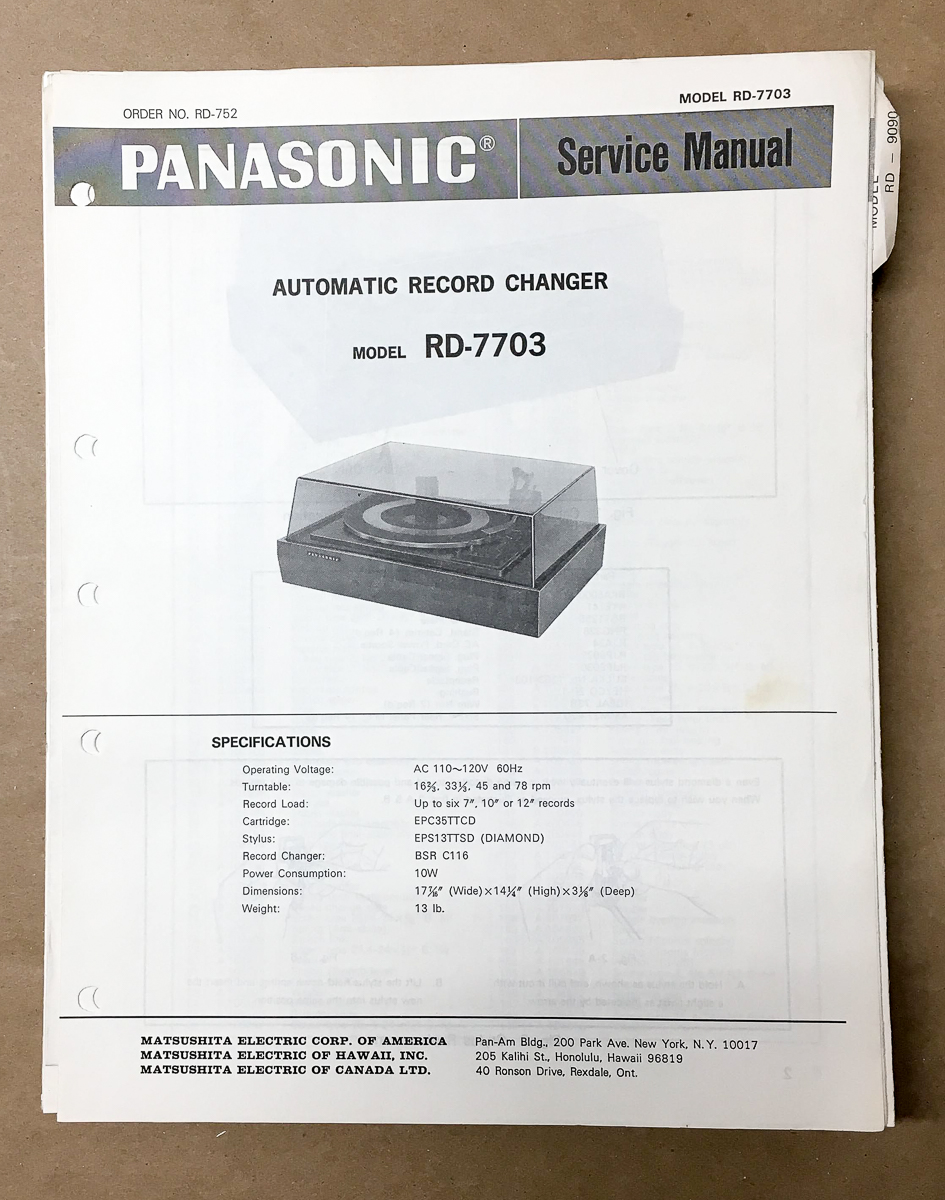 ORDER NO. RD-752
MODEL RD-7703
PANASONIC® Service Manual
RD - 9090
AUTOMATIC RECORD CHANGER
MODEL RD-7703
PANASONIC
SPECIFICATIONS
Operating Voltage: AC 110~120V 60Hz
Turntable: 16⅔, 33⅓, 45 and 78 rpm
Record Load: Up to six 7", 10" or 12" records
Cartridge: EPC35TTCD
Stylus: EPS13TTSD (DIAMOND)
Record Changer: BSR C116
Power Consumption: 10W
Dimensions: (Wide)×14¼" (High)×3⅛" (Deep)
Weight: 13 lb.
MATSUSHITA ELECTRIC CORP. OF AMERICA Pan-Am Bldg., 200 Park Ave. New York, N.Y. 10017
MATSUSHITA ELECTRIC OF HAWAII, INC. 205 Kalihi St., Honolulu, Hawaii 96819
MATSUSHITA ELECTRIC OF CANADA LTD. 40 Ronson Drive, Rexdale, Ont.